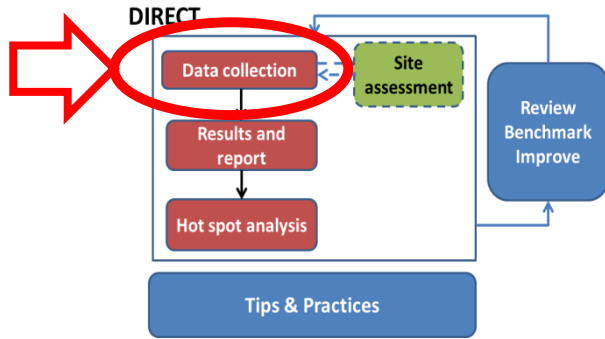 DIRECT
Data collection
Site
assessment
Results and
report
Hot spot analysis
Review
Benchmark
Improve
Tips & Practices